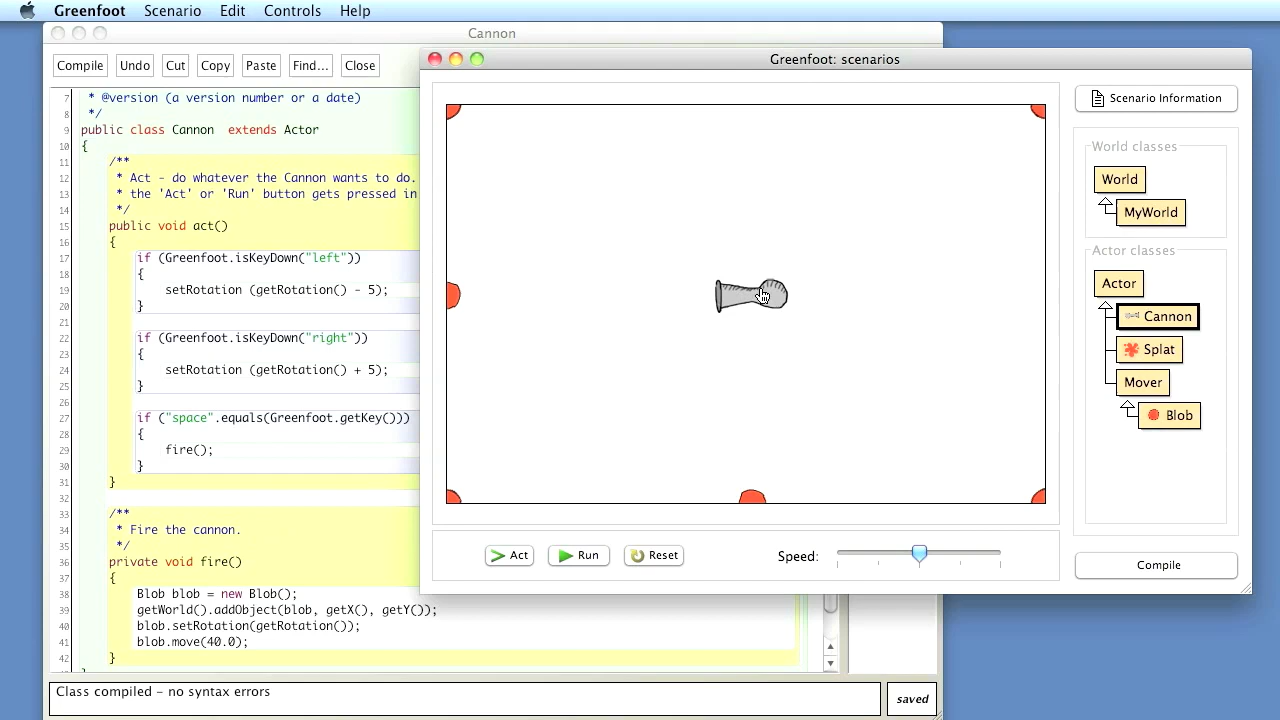 Greenfoot Scenario Edit Controls Help
Cannon
Compile Undo Cut Copy Paste Find... Close
7 * @version (a version number or a date)
8 */
9 public class Cannon extends Actor
10 {
11 /**
12 * Act - do whatever the Cannon wants to do.
13 * the 'Act' or 'Run' button gets pressed in
14 */
15 public void act()
16 {
17 if (Greenfoot.isKeyDown("left"))
18 {
19 setRotation (getRotation() - 5);
20 }
21
22 if (Greenfoot.isKeyDown("right"))
23 {
24 setRotation (getRotation() + 5);
25 }
26
27 if ("space".equals(Greenfoot.getKey()))
28 {
29 fire();
30 }
31 }
32
33 /**
34 * Fire the cannon.
35 */
36 private void fire()
37 {
38 Blob blob = new Blob();
39 getWorld().addObject(blob, getX(), getY());
40 blob.setRotation(getRotation());
41 blob.move(40.0);
42 }
Class compiled - no syntax errors
saved
Greenfoot: scenarios
Scenario Information
World classes
World
MyWorld
Actor classes
Actor
Cannon
Splat
Mover
Blob
Act Run Reset Speed:
Compile